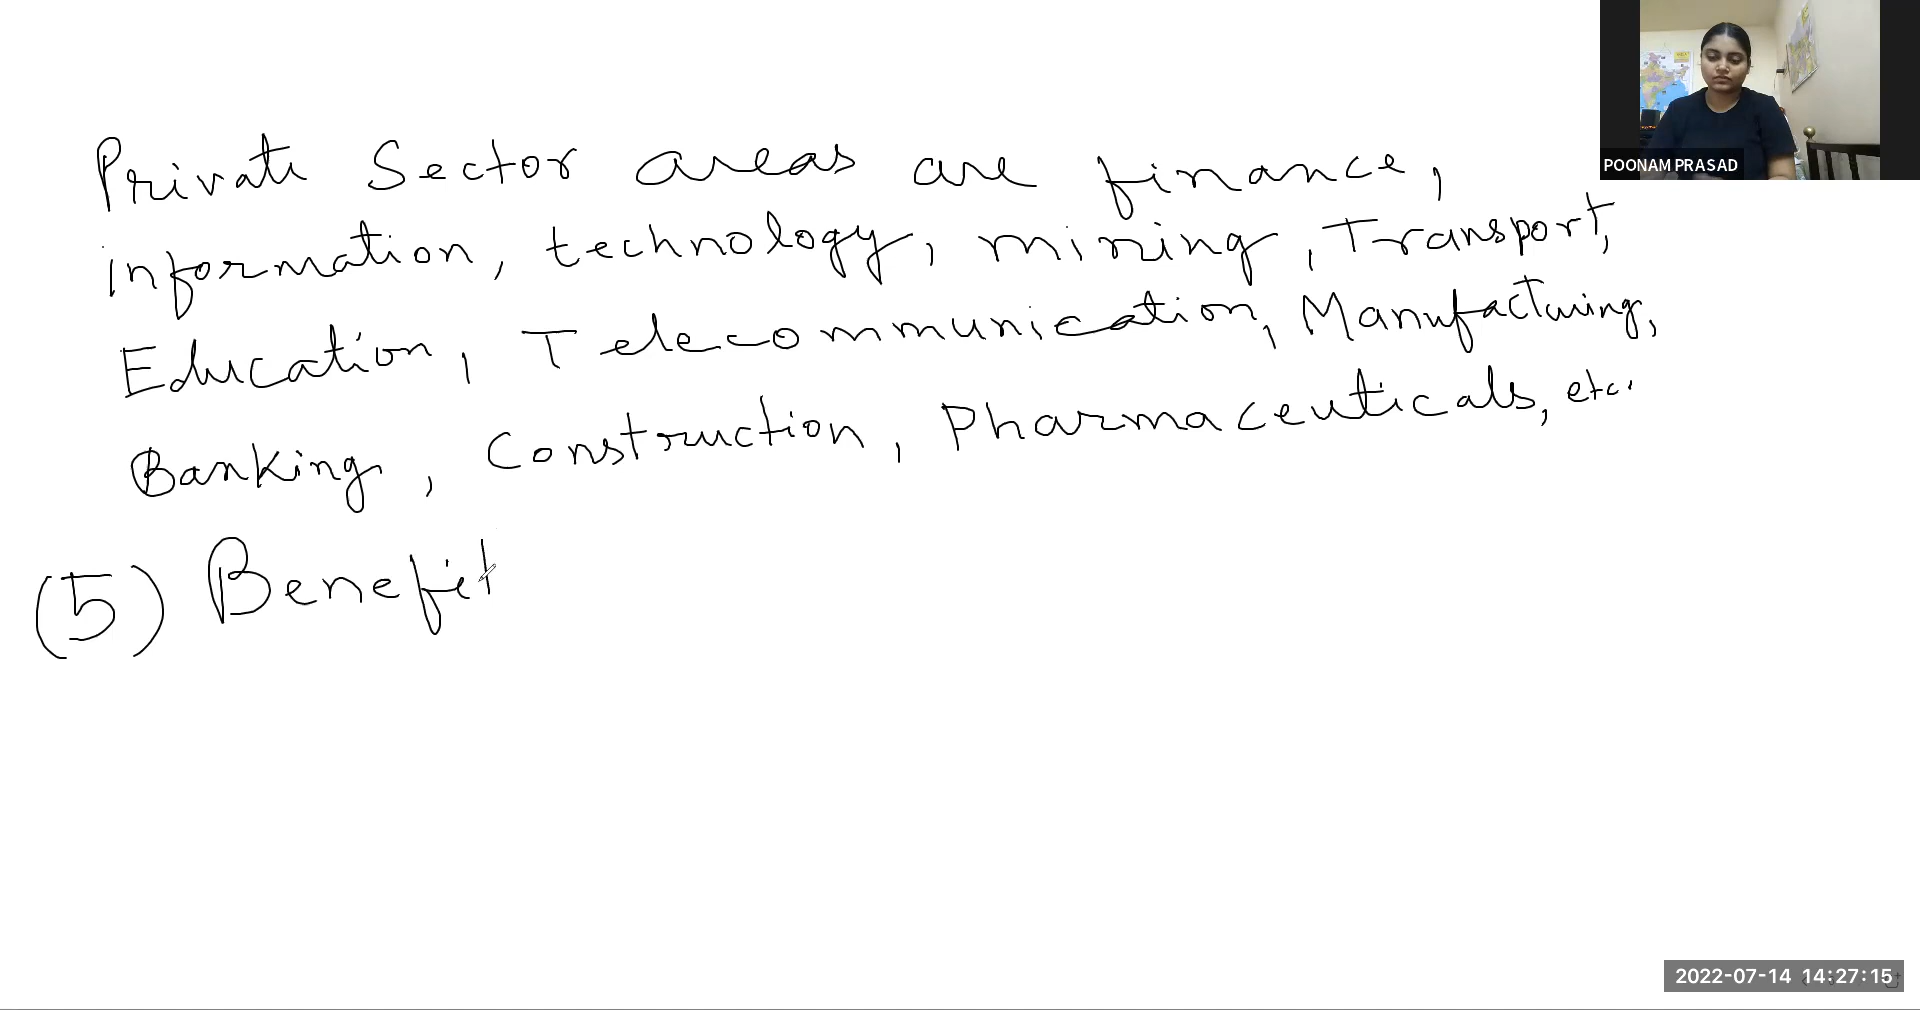 Private Sector areas are finance,
information, technology, mining, Transport,
Education, Telecommunication, Manufacturing,
Banking, Construction, Pharmaceuticals, etc.
(5) Benefit
POONAM PRASAD
2022-07-14 14:27:15